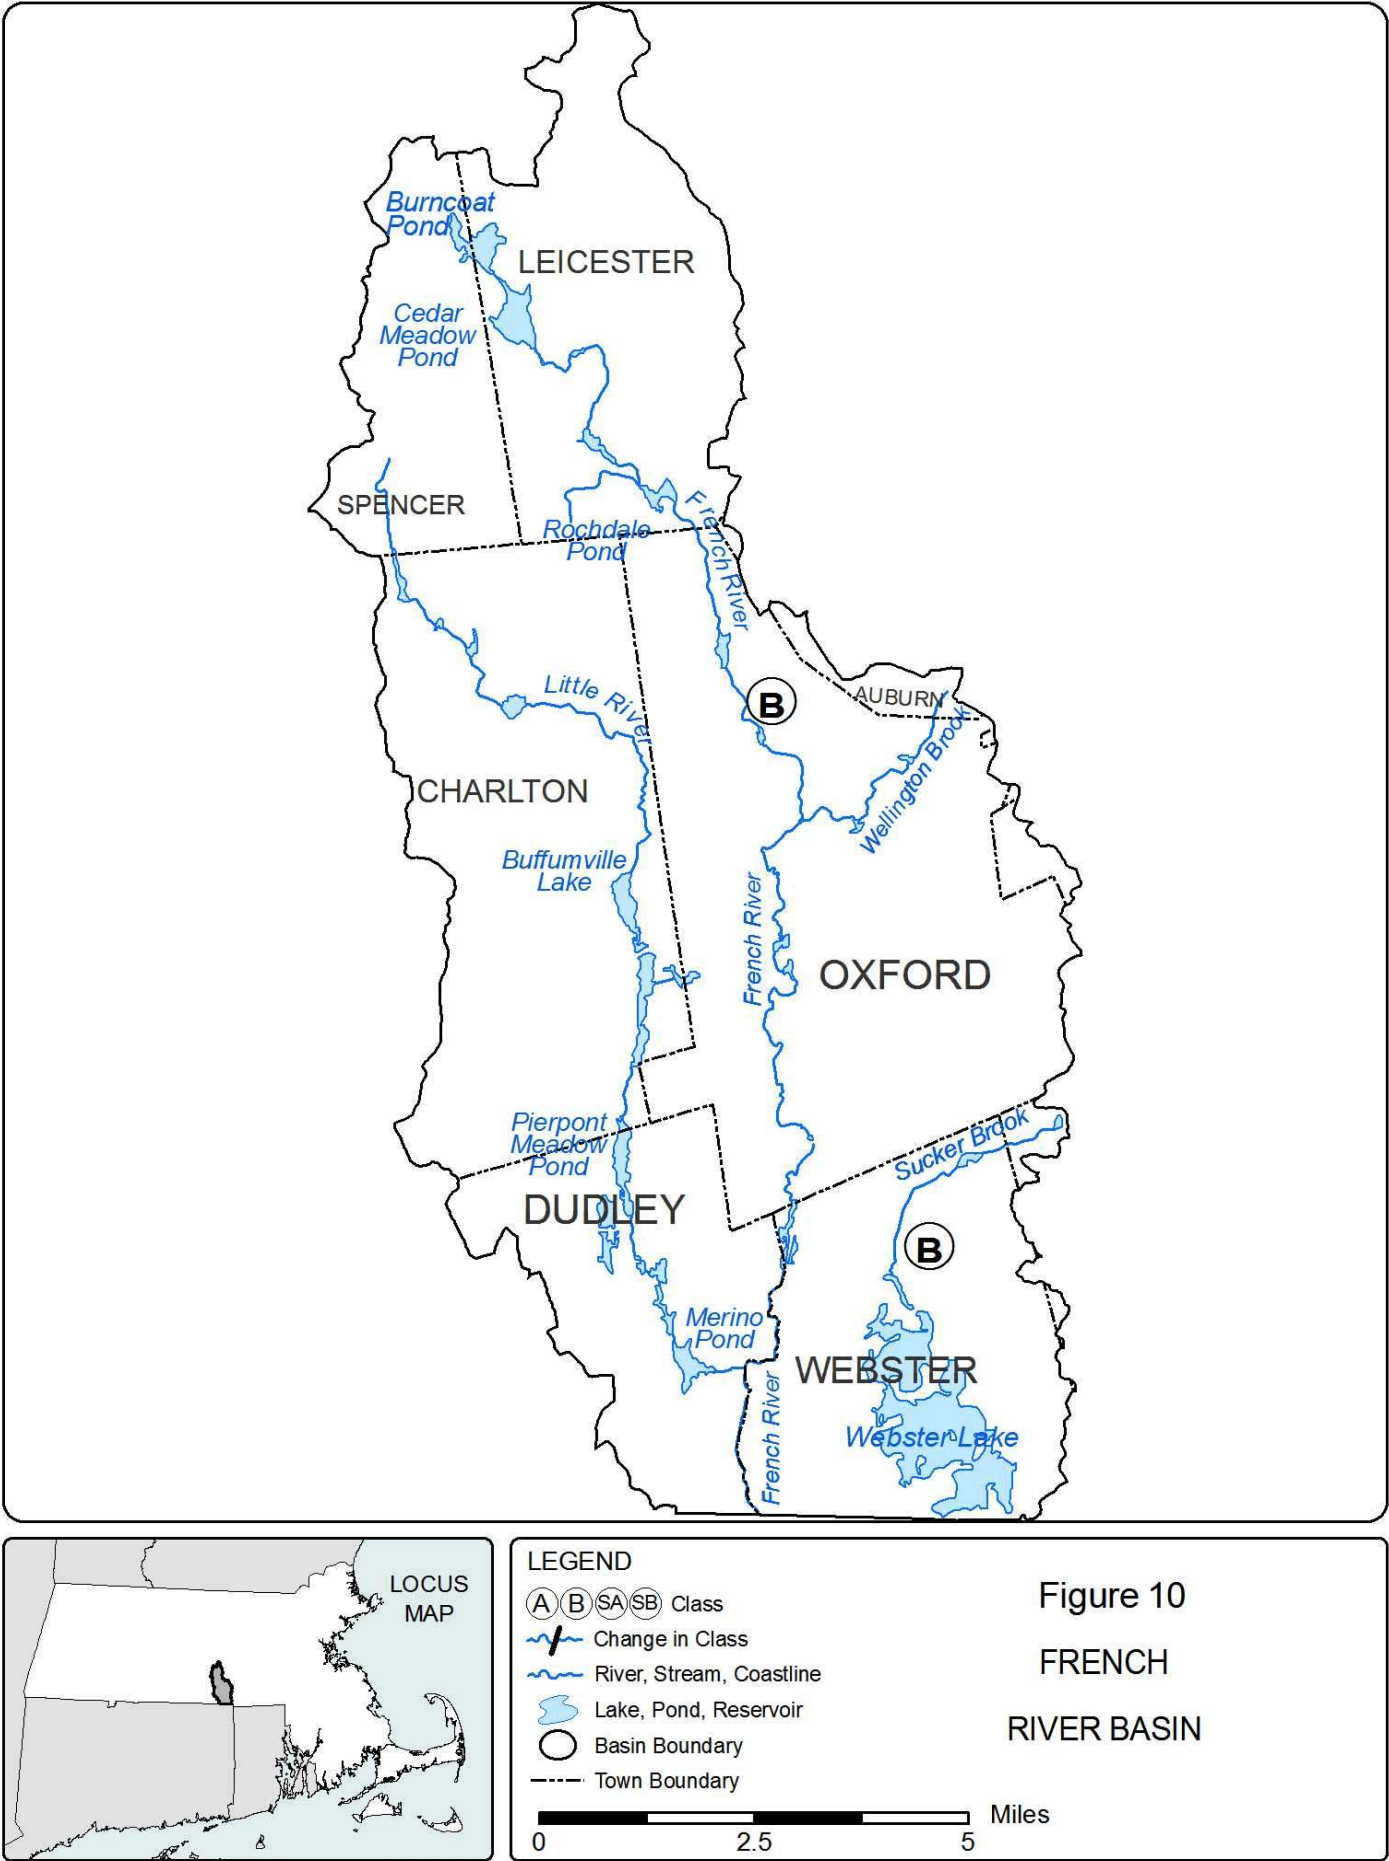 Burncoat
Pond
LEICESTER
Cedar
Meadow
Pond
SPENCER
Rochdale
Pond
French River
B
AUBURN
Little River
Wellington Brook
CHARLTON
Buffumville
Lake
French River
OXFORD
Pierpont
Meadow
Pond
Sucker Brook
DUDLEY
B
Merino
Pond
WEBSTER
French River
Webster Lake
LOCUS
MAP
LEGEND
A B SA SB Class
Change in Class
River, Stream, Coastline
Lake, Pond, Reservoir
Basin Boundary
Town Boundary
Miles
0 2.5 5
Figure 10
FRENCH
RIVER BASIN